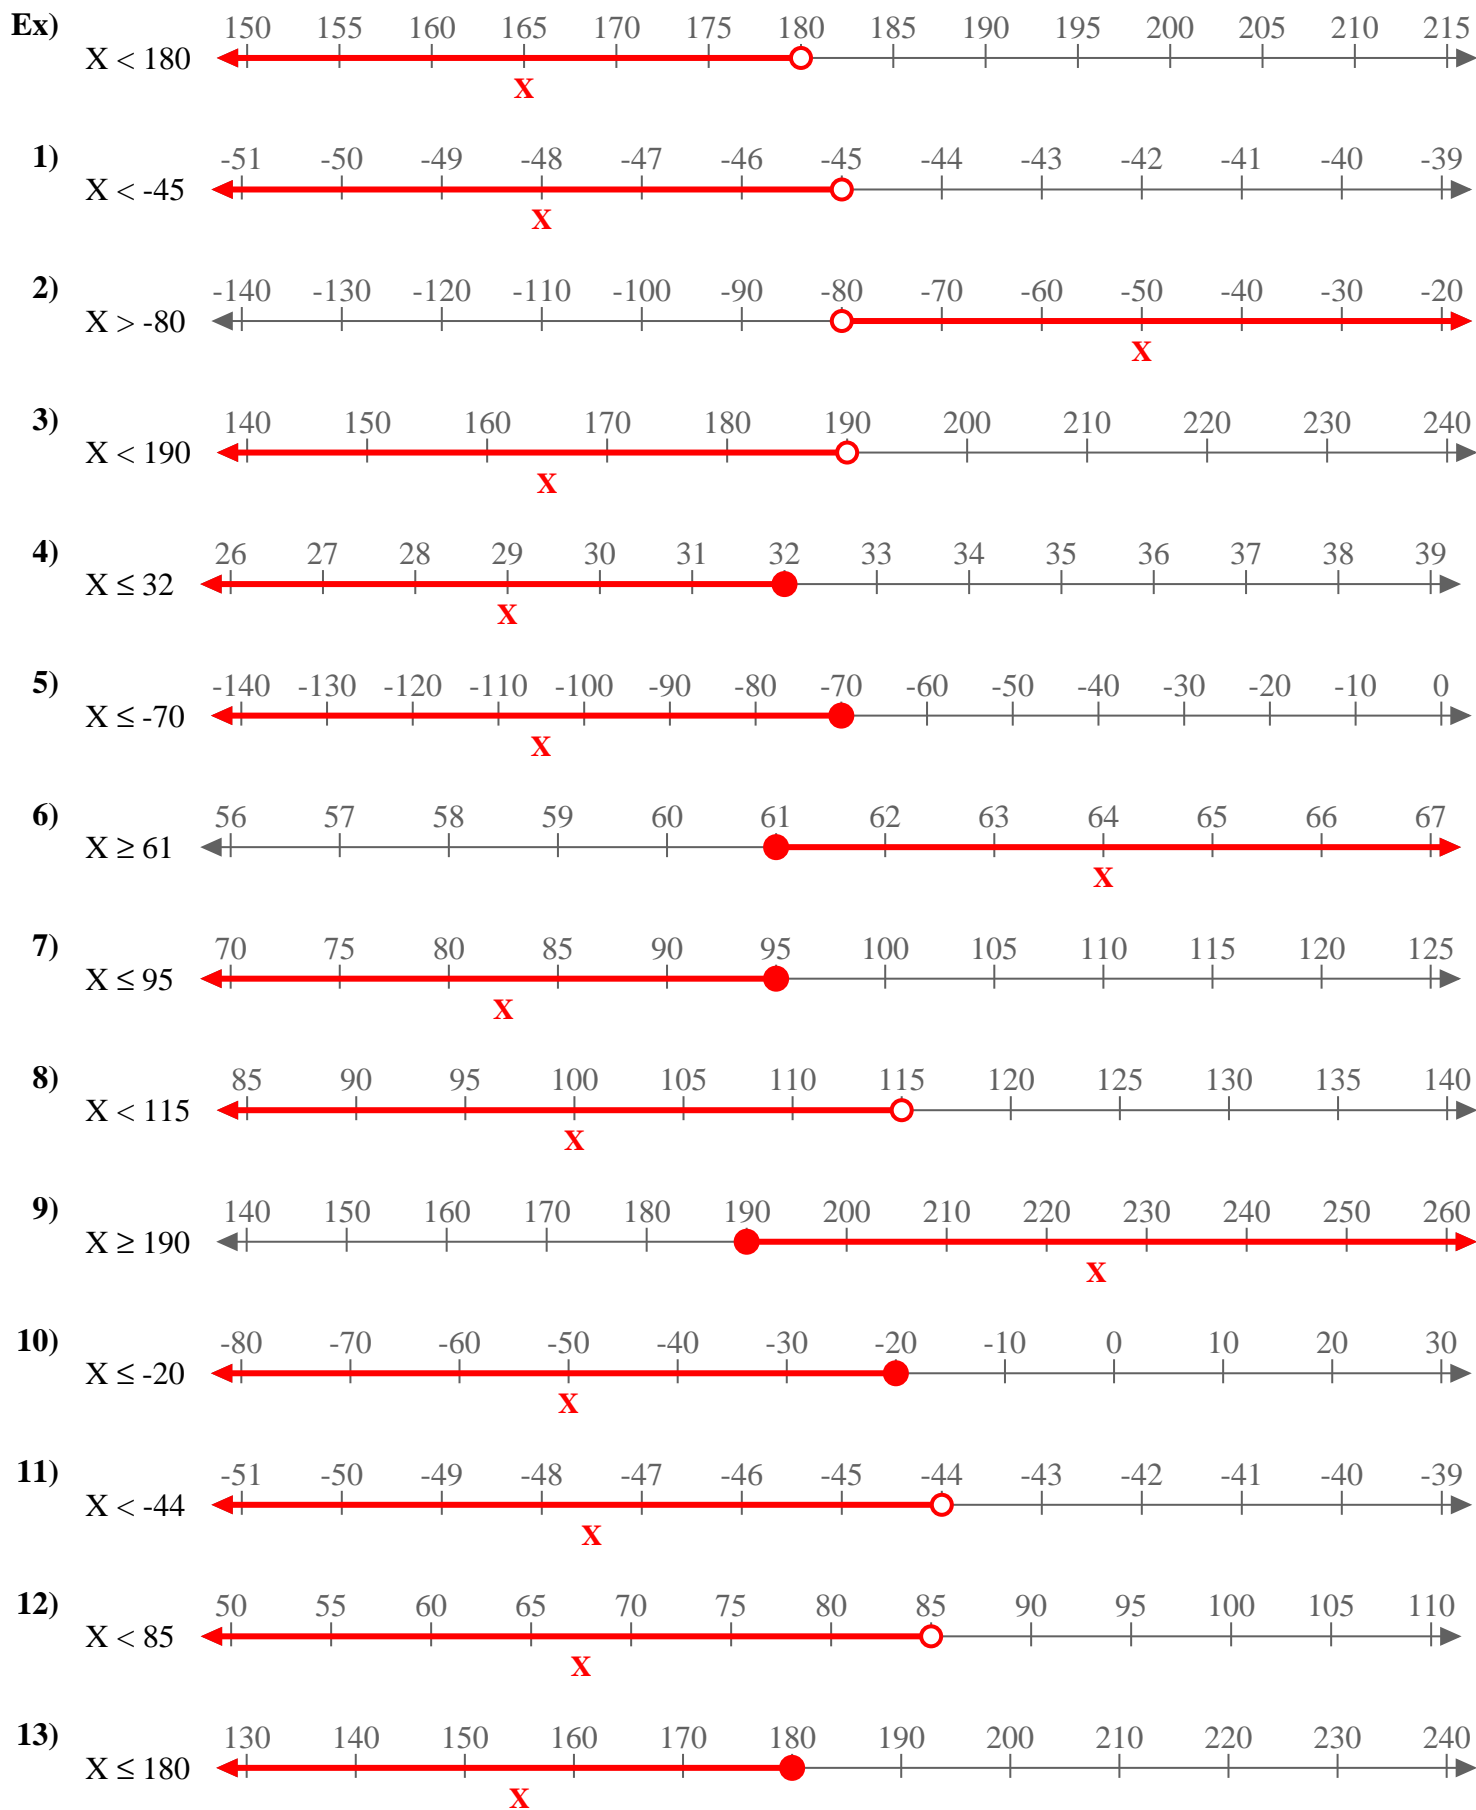 Ex) 150 155 160 165 170 175 180 185 190 195 200 205 210 215
X < 180
X
1) -51 -50 -49 -48 -47 -46 -45 -44 -43 -42 -41 -40 -39
X < -45
X
2) -140 -130 -120 -110 -100 -90 -80 -70 -60 -50 -40 -30 -20
X > -80
X
3) 140 150 160 170 180 190 200 210 220 230 240
X < 190
X
4) 26 27 28 29 30 31 32 33 34 35 36 37 38 39
X ≤ 32
X
5) -140 -130 -120 -110 -100 -90 -80 -70 -60 -50 -40 -30 -20 -10 0
X ≤ -70
X
6) 56 57 58 59 60 61 62 63 64 65 66 67
X ≥ 61
X
7) 70 75 80 85 90 95 100 105 110 115 120 125
X ≤ 95
X
8) 85 90 95 100 105 110 115 120 125 130 135 140
X < 115
X
9) 140 150 160 170 180 190 200 210 220 230 240 250 260
X ≥ 190
X
10) -80 -70 -60 -50 -40 -30 -20 -10 0 10 20 30
X ≤ -20
X
11) -51 -50 -49 -48 -47 -46 -45 -44 -43 -42 -41 -40 -39
X < -44
X
12) 50 55 60 65 70 75 80 85 90 95 100 105 110
X < 85
X
13) 130 140 150 160 170 180 190 200 210 220 230 240
X ≤ 180
X